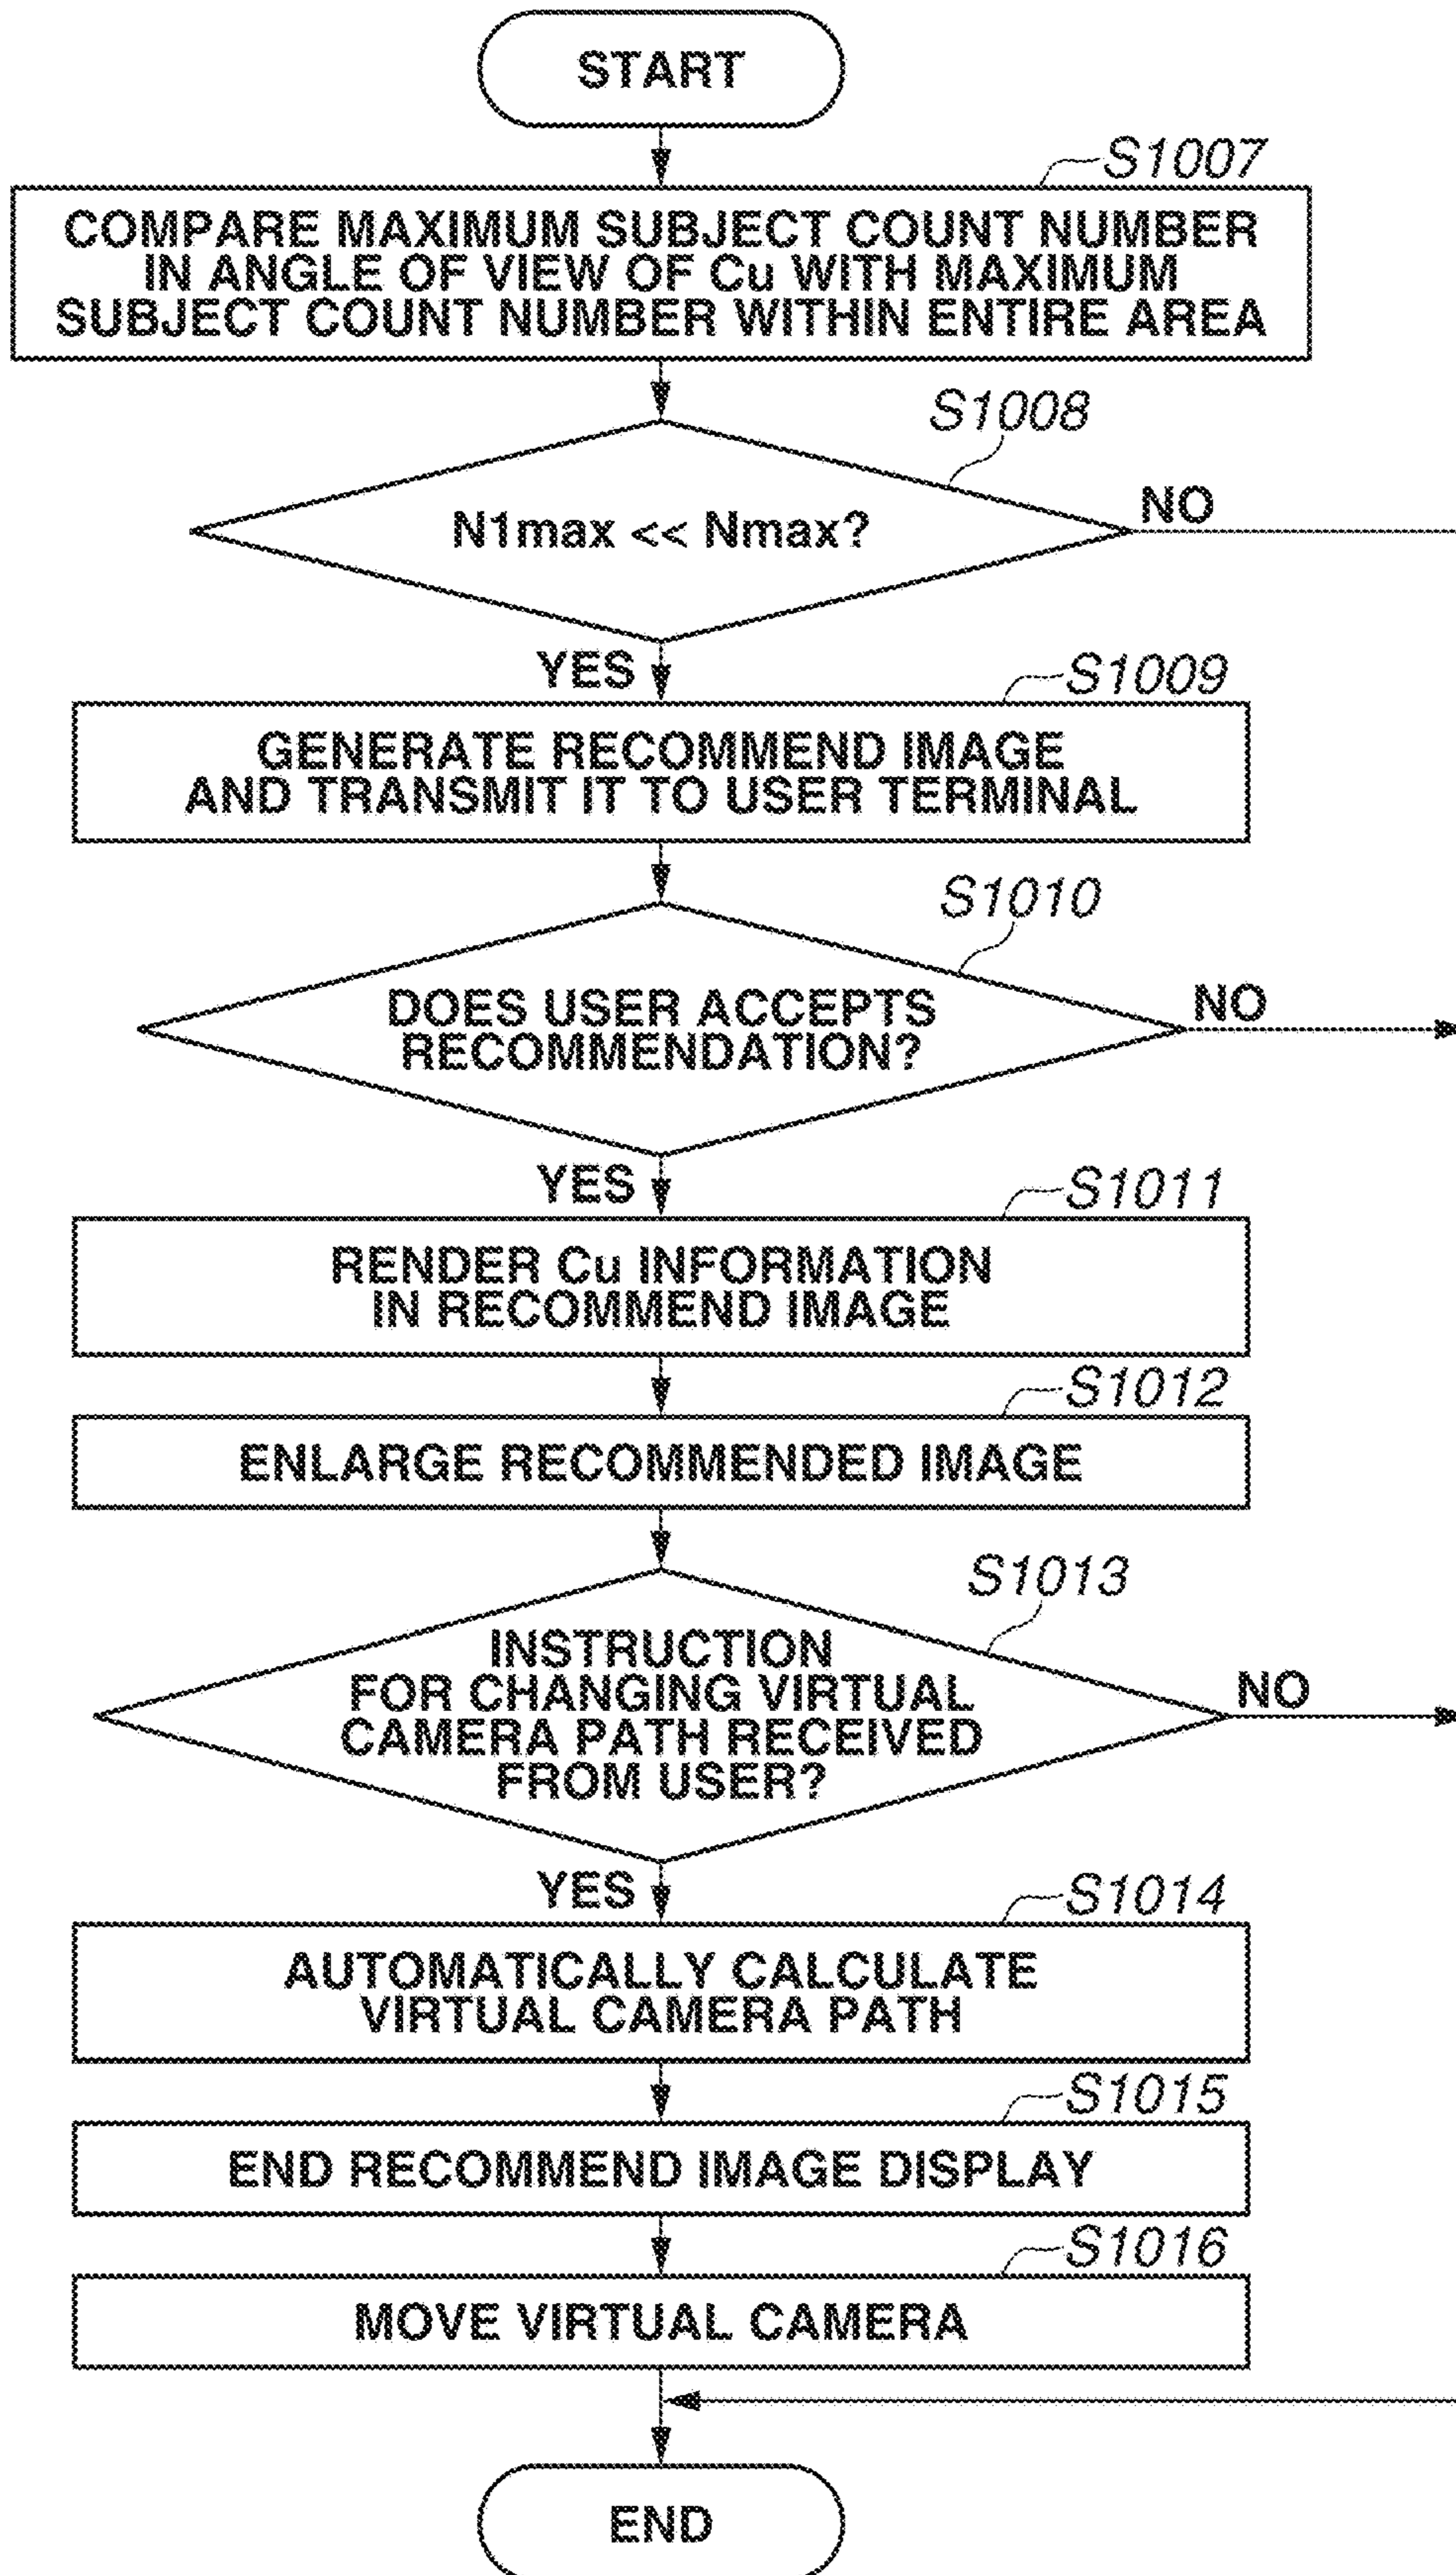 START
S1007
COMPARE MAXIMUM SUBJECT COUNT NUMBER
IN ANGLE OF VIEW OF Cu WITH MAXIMUM
SUBJECT COUNT NUMBER WITHIN ENTIRE AREA
S1008
N1max << Nmax?
NO
YES
S1009
GENERATE RECOMMEND IMAGE
AND TRANSMIT IT TO USER TERMINAL
S1010
DOES USER ACCEPTS
RECOMMENDATION?
NO
YES
S1011
RENDER Cu INFORMATION
IN RECOMMEND IMAGE
S1012
ENLARGE RECOMMENDED IMAGE
S1013
INSTRUCTION
FOR CHANGING VIRTUAL
CAMERA PATH RECEIVED
FROM USER?
NO
YES
S1014
AUTOMATICALLY CALCULATE
VIRTUAL CAMERA PATH
S1015
END RECOMMEND IMAGE DISPLAY
S1016
MOVE VIRTUAL CAMERA
END